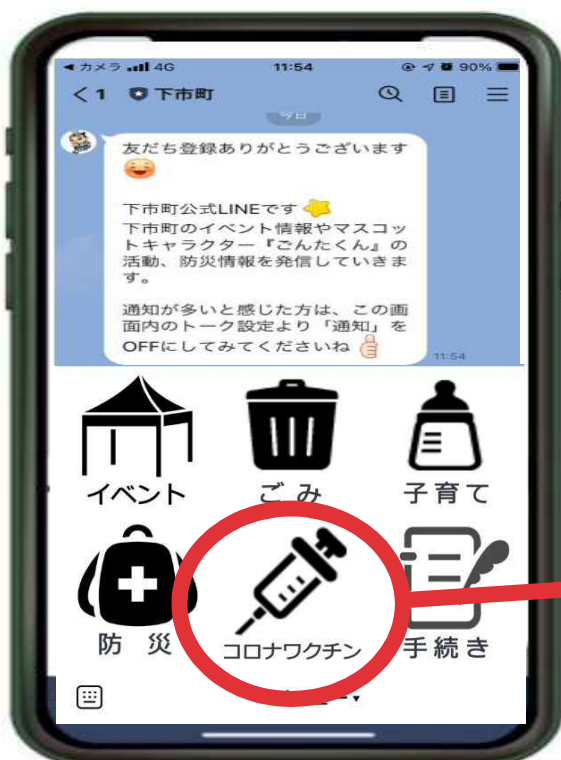 カメラ 4G 11:54 90%
1 下市町
今日
友だち登録ありがとうございます
下市町公式LINEです
下市町のイベント情報やマスコッ
トキャラクター『ごんたくん』の
活動、防災情報を発信していきま
す。
通知が多いと感じた方は、この画
面内のトーク設定より「通知」を
OFFにしてみてくださいね
11:54
イベント ごみ 子育て
防災 コロナワクチン 手続き